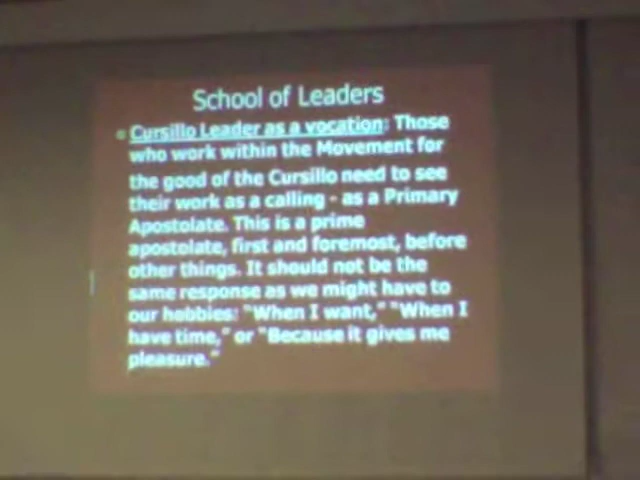 School of Leaders
Cursillo Leader as a vocation: Those
who work within the Movement for
the good of the Cursillo need to see
their work as a calling - as a Primary
Apostolate. This is a prime
apostolate, first and foremost, before
other things. It should not be the
same response as we might have to
our hobbies: "When I want," "When I
have time," or "Because it gives me
pleasure."